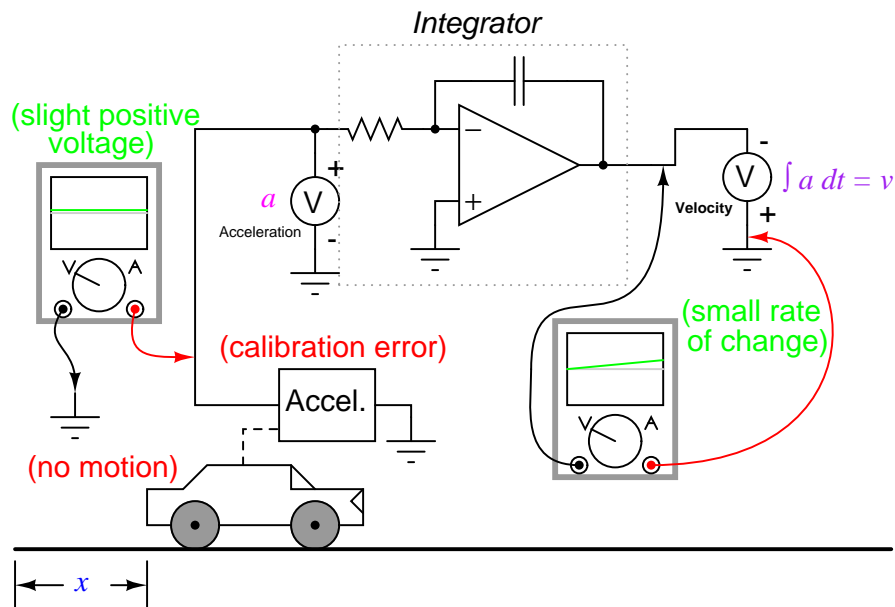 Integrator
(slight positive
voltage)
V A
a
Acceleration
+
V
-
−
+
-
V
+
Velocity
∫ a dt = v
(small rate
of change)
V A
(calibration error)
Accel.
(no motion)
x